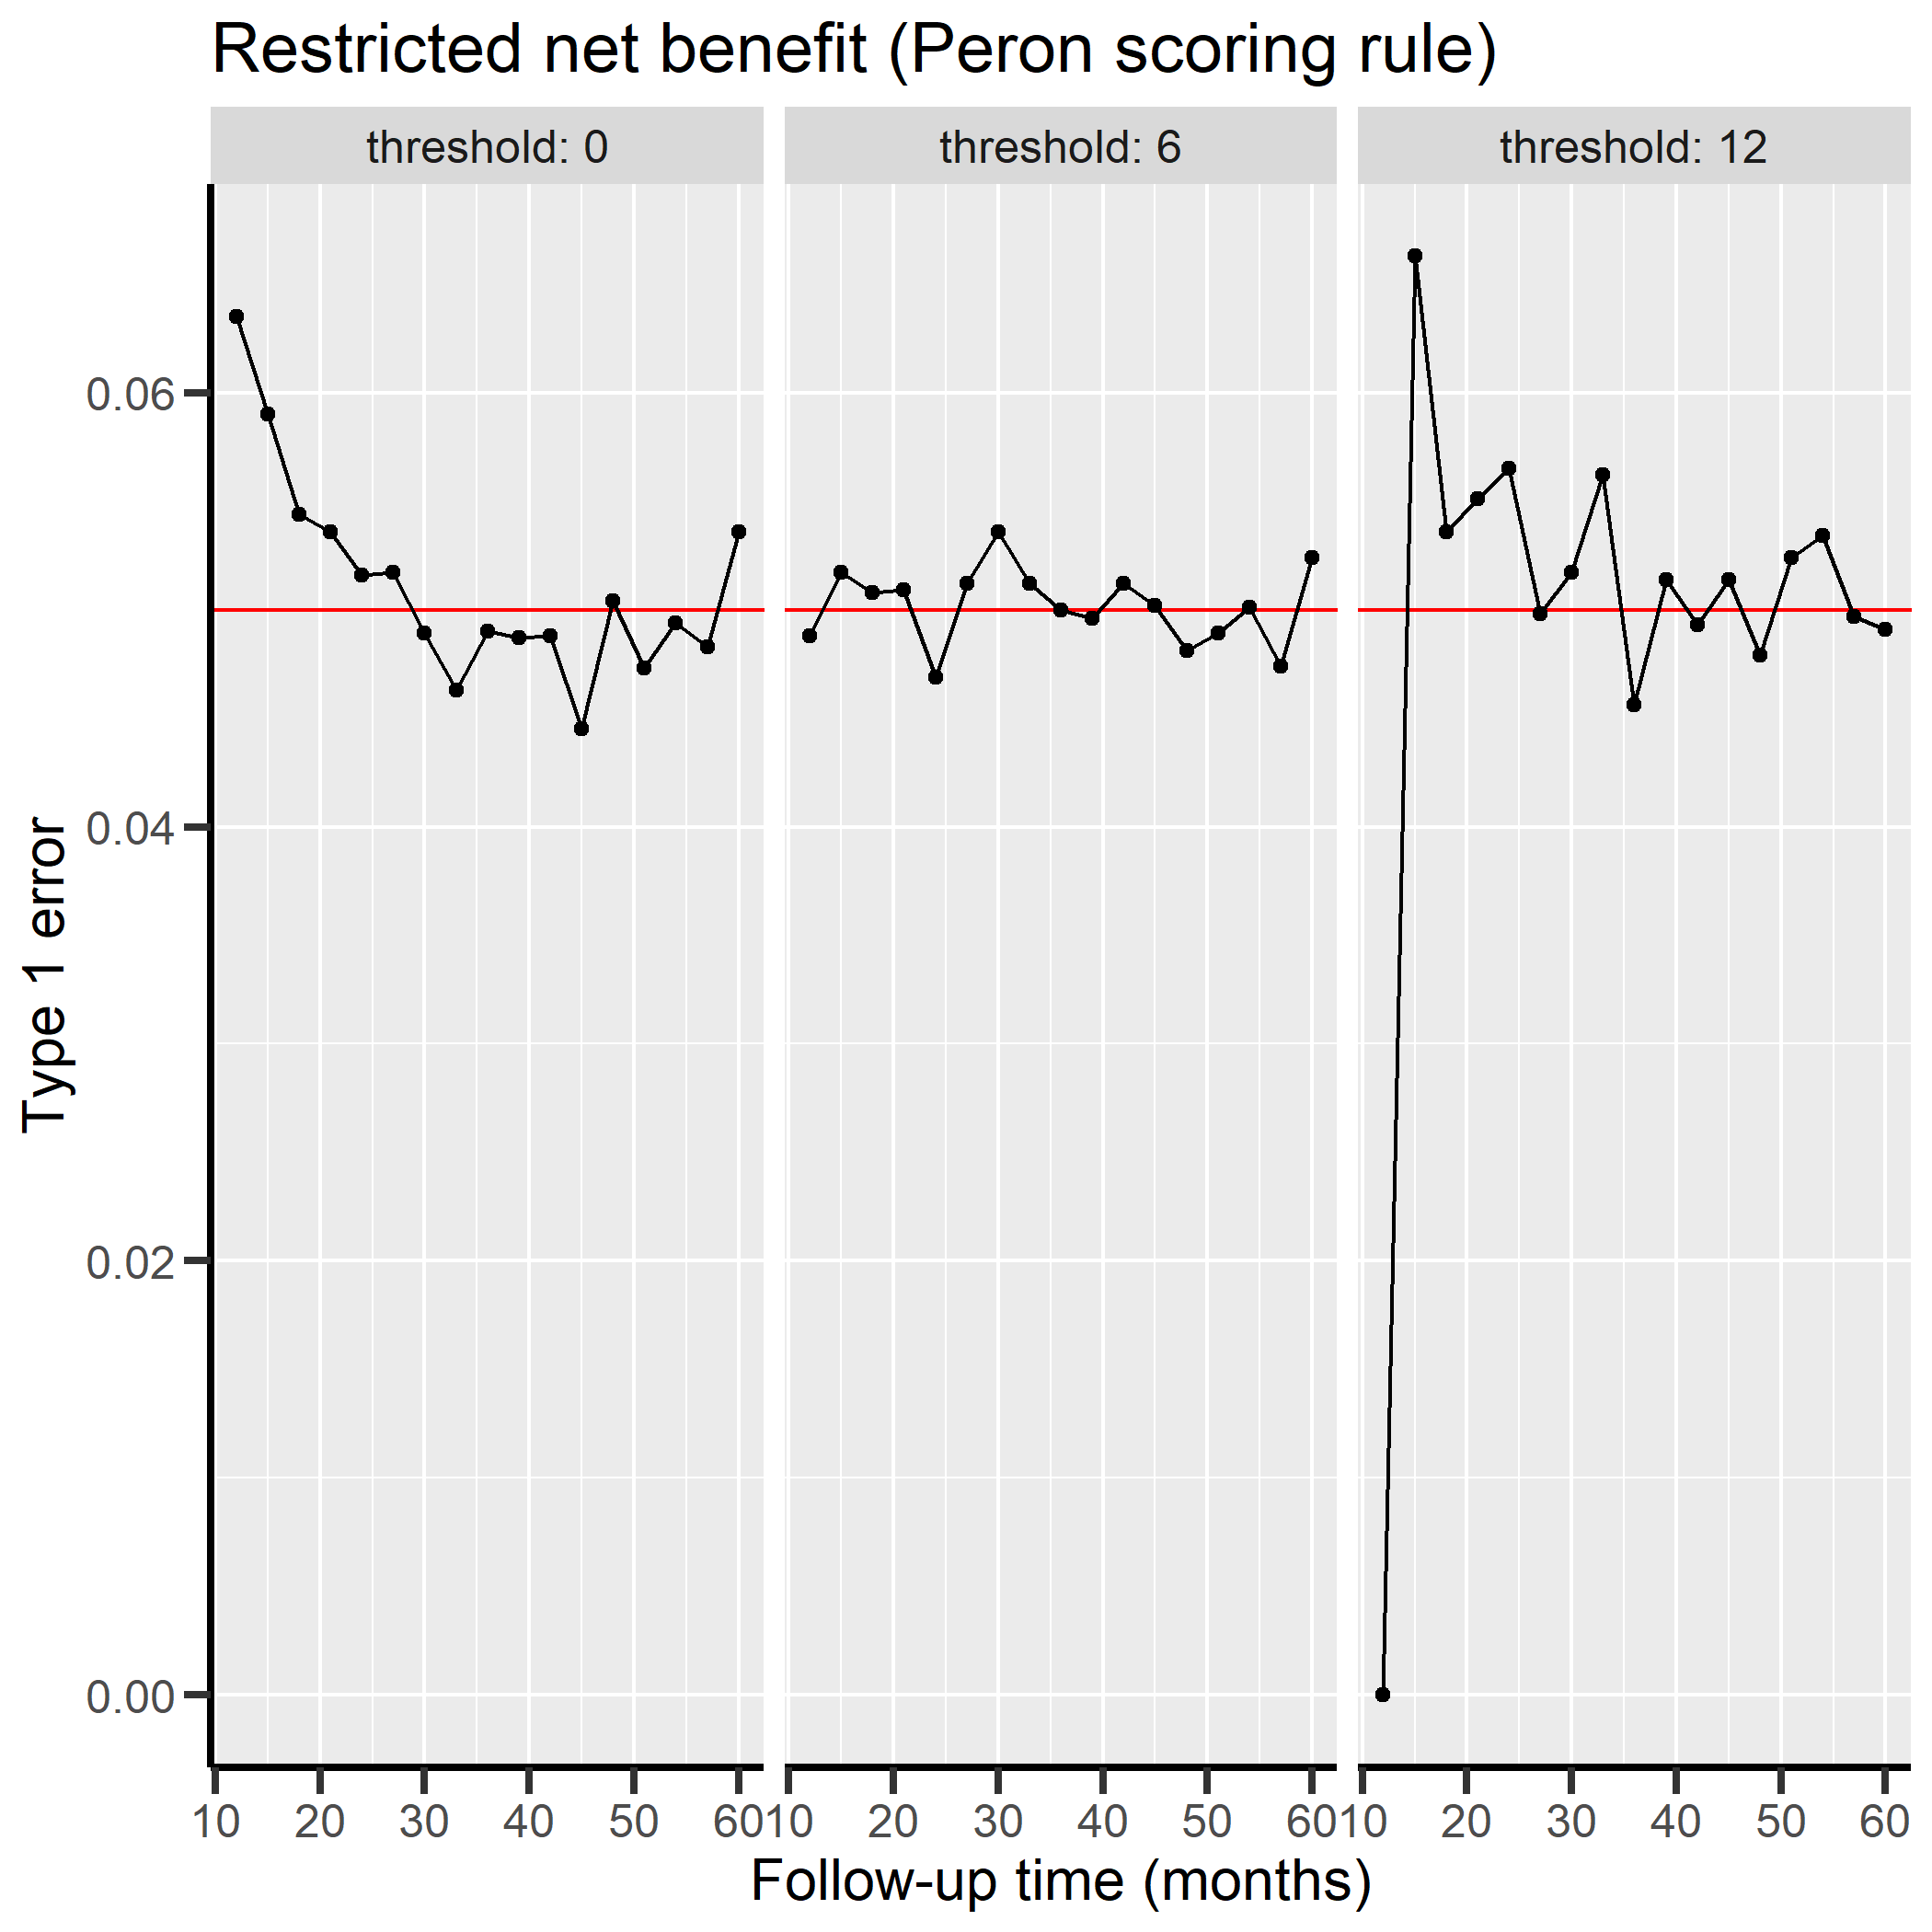 Restricted net benefit (Peron scoring rule)
threshold: 0
threshold: 6
threshold: 12
0.06
0.04
0.02
0.00
Type 1 error
10 20 30 40 50 60
10 20 30 40 50 60
10 20 30 40 50 60
Follow-up time (months)